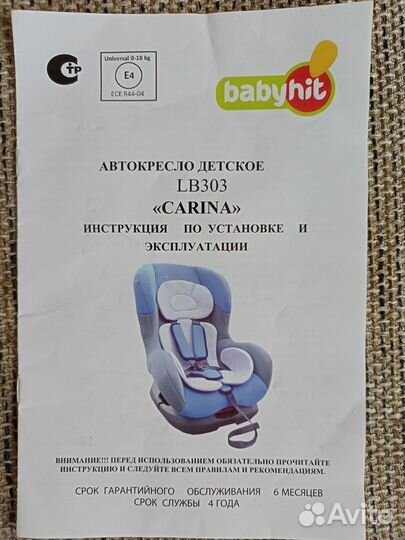 Universal 0-18 kg
E4
ECE R44-04
babyhit
АВТОКРЕСЛО ДЕТСКОЕ
LB303
«CARINA»
ИНСТРУКЦИЯ ПО УСТАНОВКЕ И
ЭКСПЛУАТАЦИИ
ВНИМАНИЕ!!! ПЕРЕД ИСПОЛЬЗОВАНИЕМ ОБЯЗАТЕЛЬНО ПРОЧИТАЙТЕ
ИНСТРУКЦИЮ И СЛЕДУЙТЕ ВСЕМ ПРАВИЛАМ И РЕКОМЕНДАЦИЯМ.
СРОК ГАРАНТИЙНОГО ОБСЛУЖИВАНИЯ 6 МЕСЯЦЕВ
СРОК СЛУЖБЫ 4 ГОДА
Avito